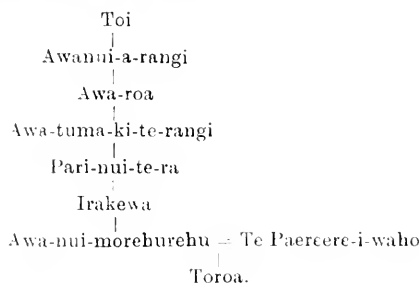 Toi
Awanui-a-rangi
Awa-roa
Awa-tuma-ki-te-rangi
Pari-nui-te-ra
Irakewa
Awa-nui-morehurehu = Te Paerere-i-waho
Toroa.